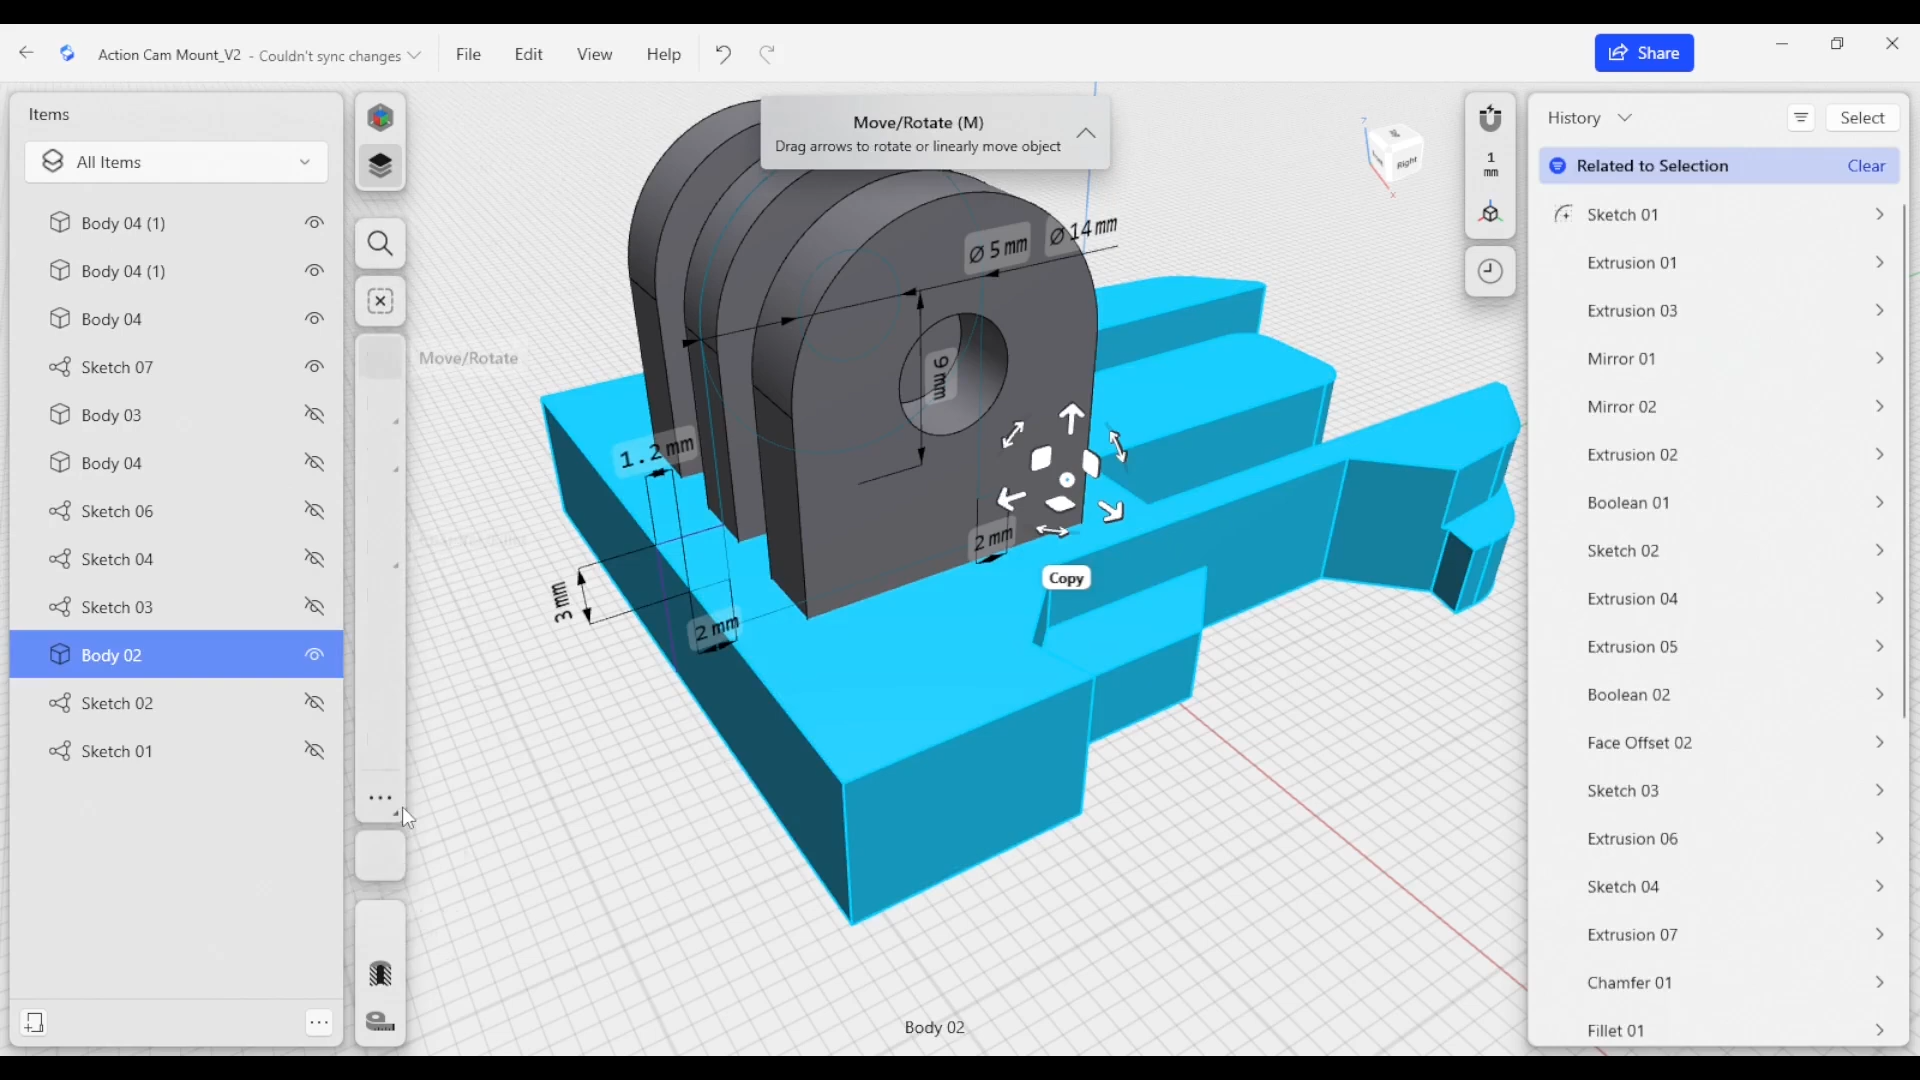 Action Cam Mount_V2 - Couldn't sync changes
File
Edit
View
Help
Share
Items
All Items
Body 04 (1)
Body 04 (1)
Body 04
Sketch 07
Body 03
Body 04
Sketch 06
Sketch 04
Sketch 03
Body 02
Sketch 02
Sketch 01
Move/Rotate
Move/Rotate (M)
Drag arrows to rotate or linearly move object
Ø 5 mm
Ø 14 mm
9 mm
1.2 mm
2 mm
3 mm
2 mm
Copy
Body 02
Z
Right
X
1
mm
History
Select
Related to Selection
Clear
Sketch 01
Extrusion 01
Extrusion 03
Mirror 01
Mirror 02
Extrusion 02
Boolean 01
Sketch 02
Extrusion 04
Extrusion 05
Boolean 02
Face Offset 02
Sketch 03
Extrusion 06
Sketch 04
Extrusion 07
Chamfer 01
Fillet 01